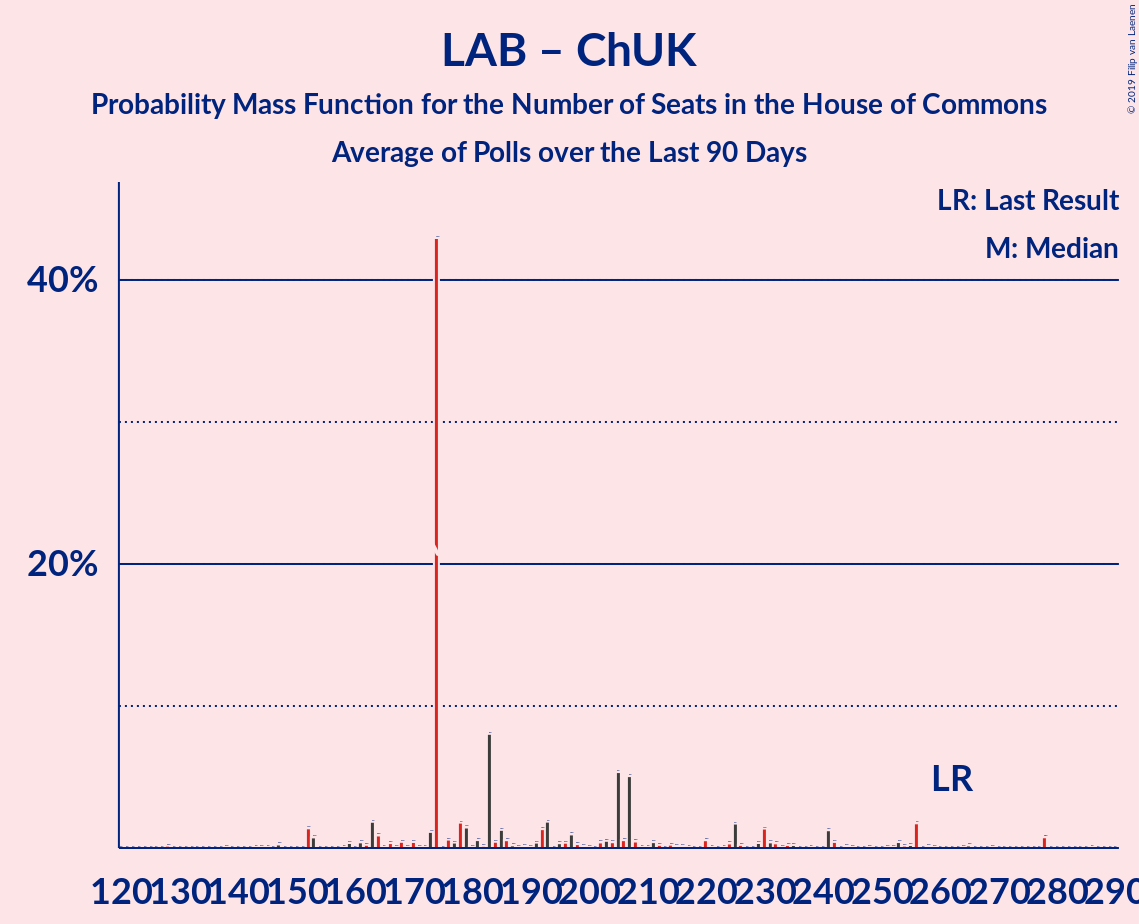 LAB – ChUK
Probability Mass Function for the Number of Seats in the House of Commons
Average of Polls over the Last 90 Days
© 2019 Filip van Laenen
LR: Last Result
M: Median
40%
20%
LR
120 130 140 150 160 170 180 190 200 210 220 230 240 250 260 270 280 290